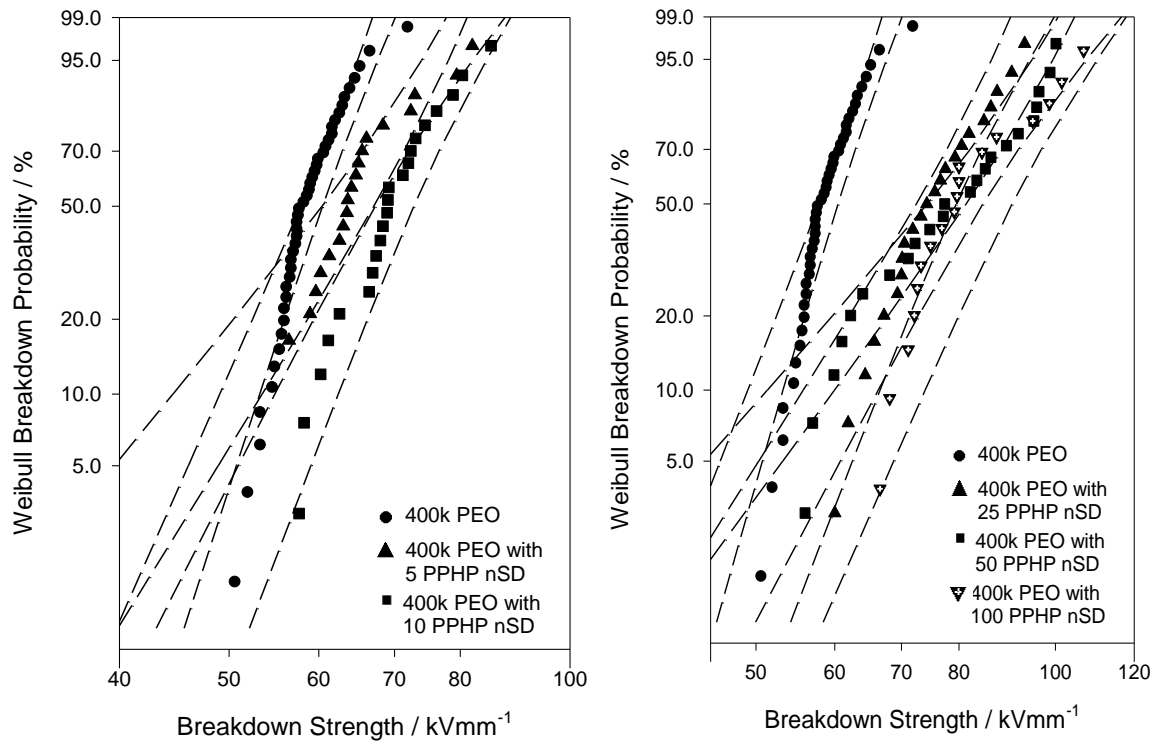 Weibull Breakdown Probability / %
99.0
95.0
70.0
50.0
20.0
10.0
5.0
400k PEO
400k PEO with
5 PPHP nSD
400k PEO with
10 PPHP nSD
40
50
60
70
80
100
Breakdown Strength / kVmm⁻¹
Weibull Breakdown Probability / %
99.0
95.0
70.0
50.0
20.0
10.0
5.0
400k PEO
400k PEO with
25 PPHP nSD
400k PEO with
50 PPHP nSD
400k PEO with
100 PPHP nSD
50
60
70
80
100
120
Breakdown Strength / kVmm⁻¹